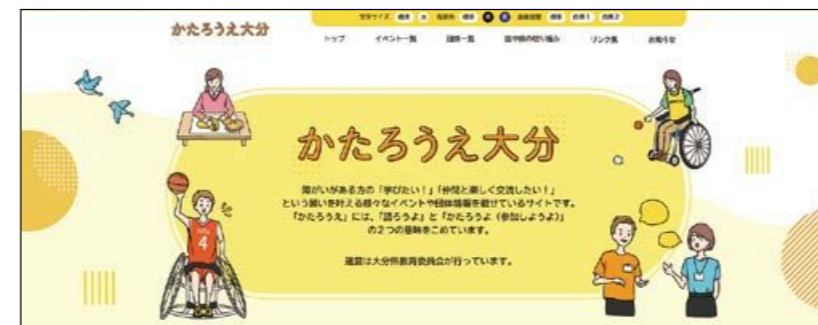 かたろうえ大分
文字サイズ 標準 大 背景色 標準
トップ イベント一覧 団体一覧 国や県の取り組み リンク集 お知らせ
かたろうえ大分
障がいがある方の「学びたい！」「仲間と楽しく交流したい！」
という願いを叶える様々なイベントや団体情報を載せているサイトです。
「かたろうえ」には、「語ろうよ」と「かたろうよ（参加しようよ）」
の２つの意味をこめています。
運営は大分県教育委員会が行っています。
4